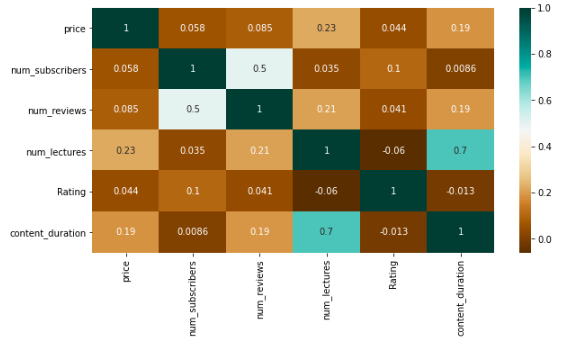 price 1 0.058 0.085 0.23 0.044 0.19
num_subscribers 0.058 1 0.5 0.035 0.1 0.0086
num_reviews 0.085 0.5 1 0.21 0.041 0.19
num_lectures 0.23 0.035 0.21 1 -0.06 0.7
Rating 0.044 0.1 0.041 -0.06 1 -0.013
content_duration 0.19 0.0086 0.19 0.7 -0.013 1
price num_subscribers num_reviews num_lectures Rating content_duration
1.0
0.8
0.6
0.4
0.2
0.0